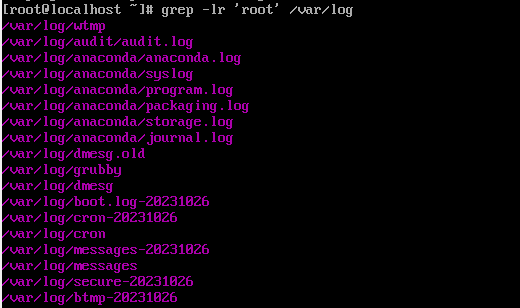 [root@localhost ~]# grep -lr 'root' /var/log
/var/log/wtmp
/var/log/audit/audit.log
/var/log/anaconda/anaconda.log
/var/log/anaconda/syslog
/var/log/anaconda/program.log
/var/log/anaconda/packaging.log
/var/log/anaconda/storage.log
/var/log/anaconda/journal.log
/var/log/dmesg.old
/var/log/grubby
/var/log/dmesg
/var/log/boot.log-20231026
/var/log/cron-20231026
/var/log/cron
/var/log/messages-20231026
/var/log/messages
/var/log/secure-20231026
/var/log/btmp-20231026